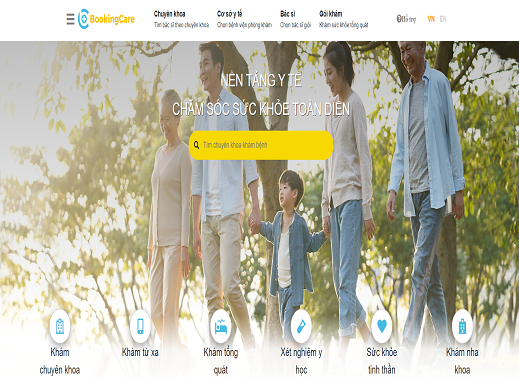 BookingCare
Chuyên khoa
Tìm bác sĩ theo chuyên khoa
Cơ sở y tế
Chọn bệnh viện phòng khám
Bác sĩ
Chọn bác sĩ giỏi
Gói khám
Khám sức khỏe tổng quát
Hỗ trợ
VN
EN
NỀN TẢNG Y TẾ
CHĂM SÓC SỨC KHỎE TOÀN DIỆN
Tìm chuyên khoa khám bệnh
Khám
chuyên khoa
Khám từ xa
Khám tổng
quát
Xét nghiệm y
học
Sức khỏe
tinh thần
Khám nha
khoa